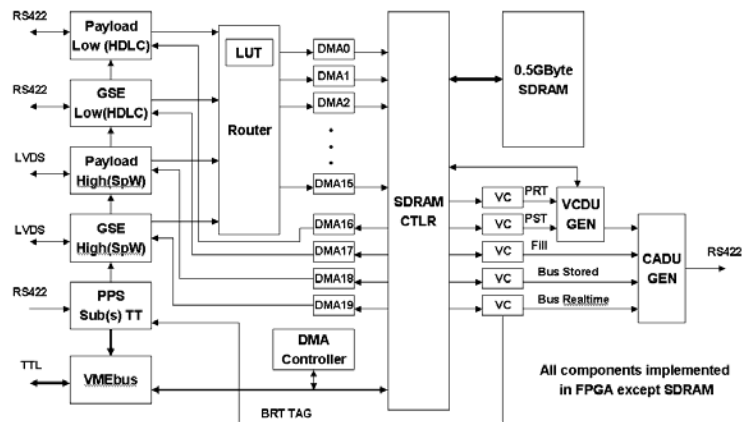 RS422
Payload
Low (HDLC)
RS422
GSE
Low(HDLC)
LVDS
Payload
High(SpW)
LVDS
GSE
High(SpW)
RS422
PPS
Sub(s) TT
TTL
VMEbus
LUT
Router
DMA0
DMA1
DMA2
DMA15
DMA16
DMA17
DMA18
DMA19
DMA
Controller
BRT TAG
SDRAM
CTLR
0.5GByte
SDRAM
VC
PRT
VC
PST
VC
Fill
VC
Bus Stored
VC
Bus Realtime
VCDU
GEN
CADU
GEN
RS422
All components implemented
in FPGA except SDRAM